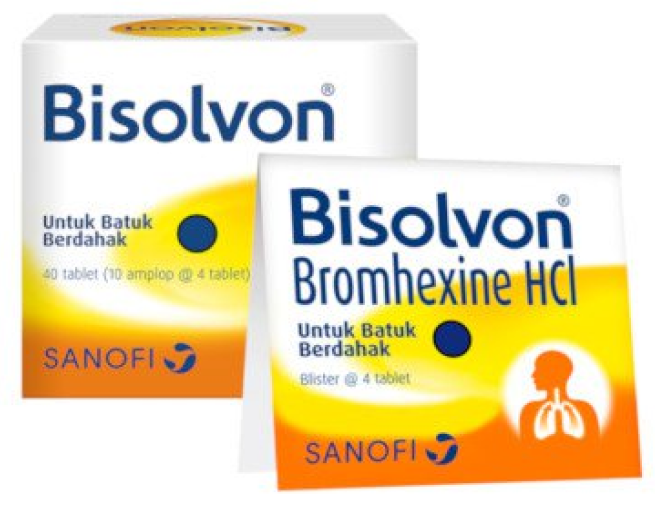 Bisolvon
Bisolvon®
Untuk Batuk
Berdahak
40 tablet (10 amplop @ 4 tablet)
SANOFI
Bisolvon®
Bromhexine HCl
Untuk Batuk
Berdahak
Blister @ 4 tablet
SANOFI